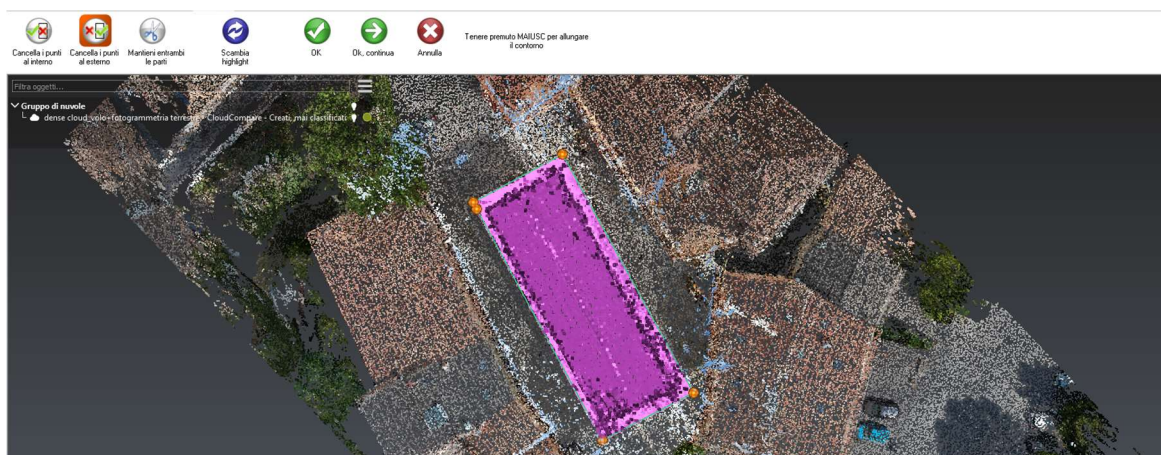 Cancella i punti
al interno
Cancella i punti
al esterno
Mantieni entrambi
le parti
Scambia
highlight
OK
Ok, continua
Annulla
Tenere premuto MAIUSC per allungare
il contorno
Filtra oggetti...
Gruppo di nuvole
dense cloud_volo+fotogrammetria terrestre - CloudCompare - Creati, mai classificati